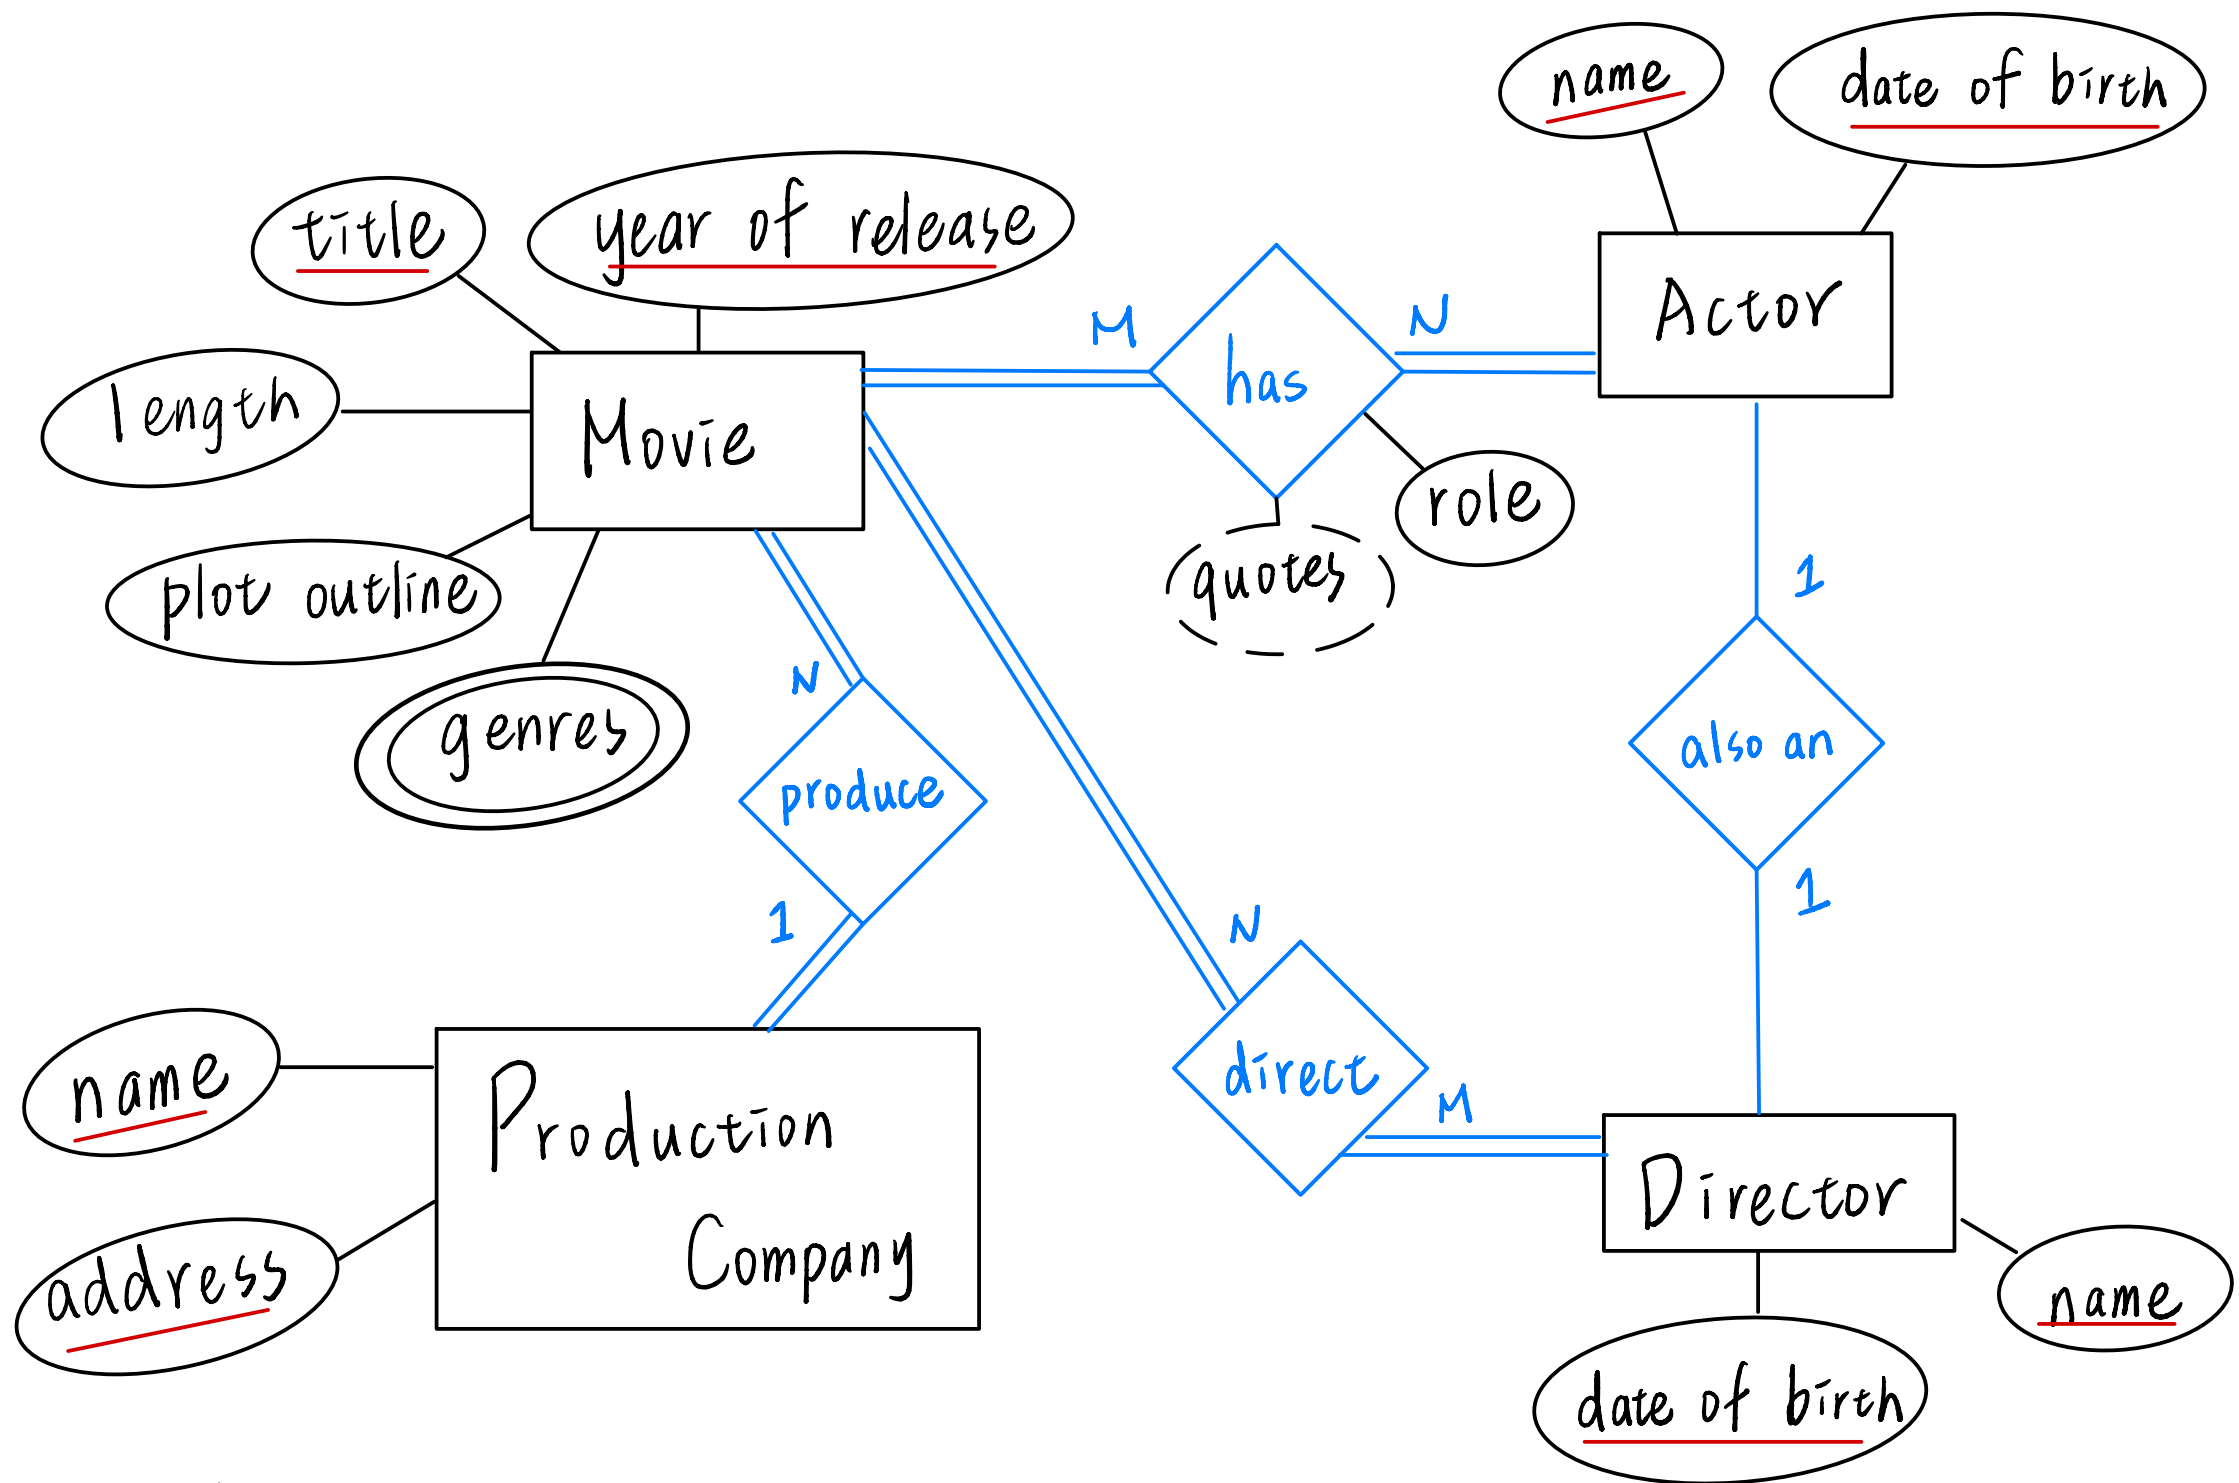 name
date of birth
title
year of release
Actor
M
N
has
length
Movie
role
quotes
plot outline
1
N
genres
also an
produce
1
1
N
name
direct
M
Production
Company
Director
address
name
date of birth